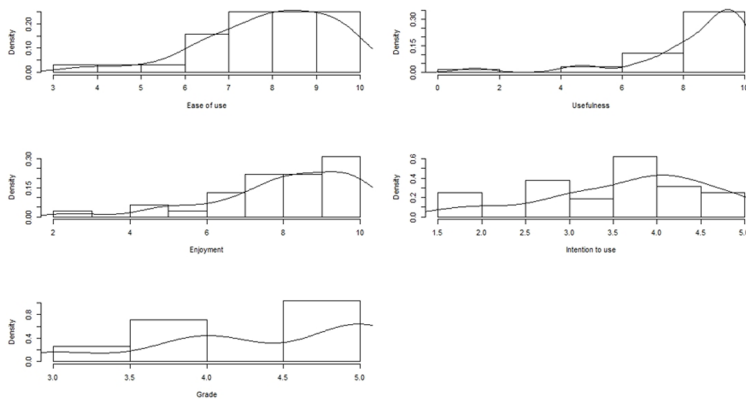 Density
0.00 0.10 0.20
3 4 5 6 7 8 9 10
Ease of use
Density
0.00 0.15 0.30
0 2 4 6 8 10
Usefulness
Density
0.00 0.15 0.30
2 4 6 8 10
Enjoyment
Density
0.0 0.2 0.4 0.6
1.5 2.0 2.5 3.0 3.5 4.0 4.5 5.0
Intention to use
Density
0.0 0.4 0.8
3.0 3.5 4.0 4.5 5.0
Grade